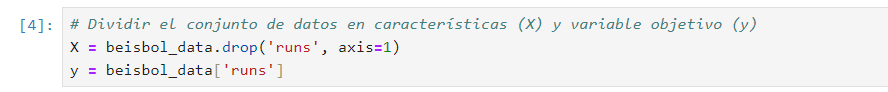 [4]: # Dividir el conjunto de datos en características (X) y variable objetivo (y)
X = beisbol_data.drop('runs', axis=1)
y = beisbol_data['runs']